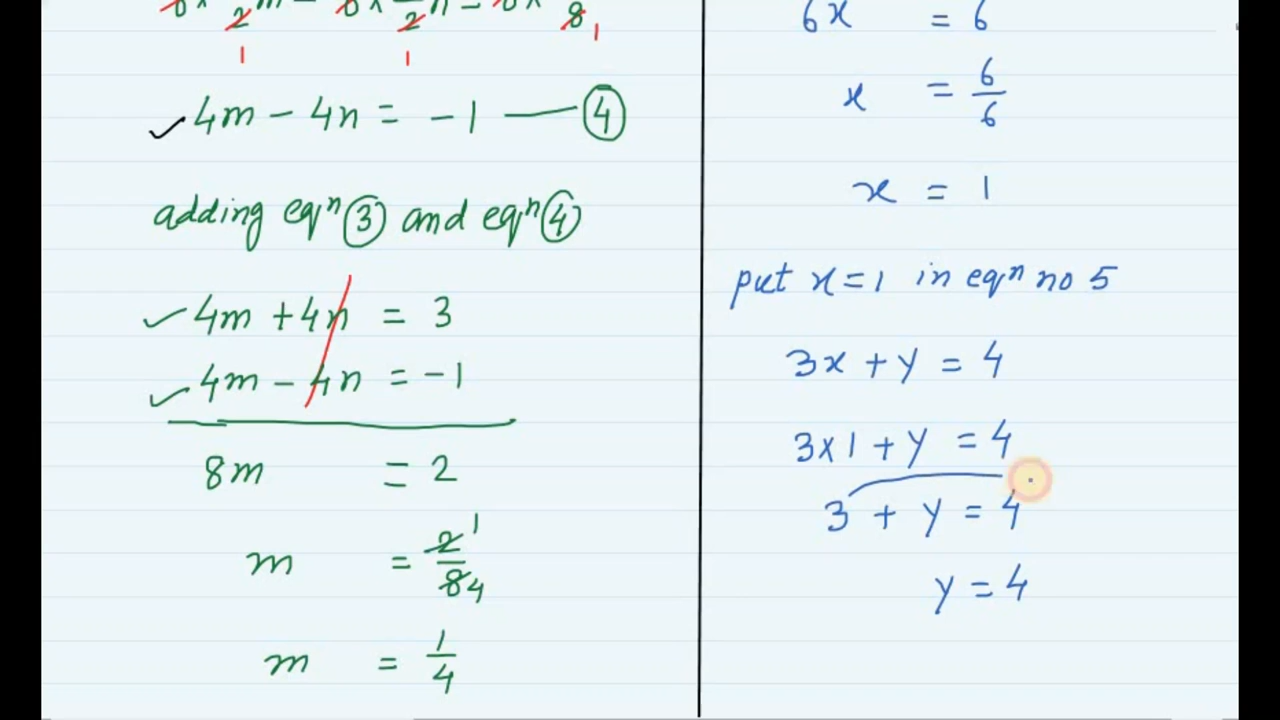 4m - 4n = -1 —— ④
adding eqⁿ ③ and eqⁿ ④
4m + 4n = 3
4m - 4n = -1
8m = 2
m = 2/8 1 4
m = 1/4
6x = 6
x = 6/6
x = 1
put x=1 in eqⁿ no 5
3x + y = 4
3x1 + y = 4
3 + y = 4
y = 4